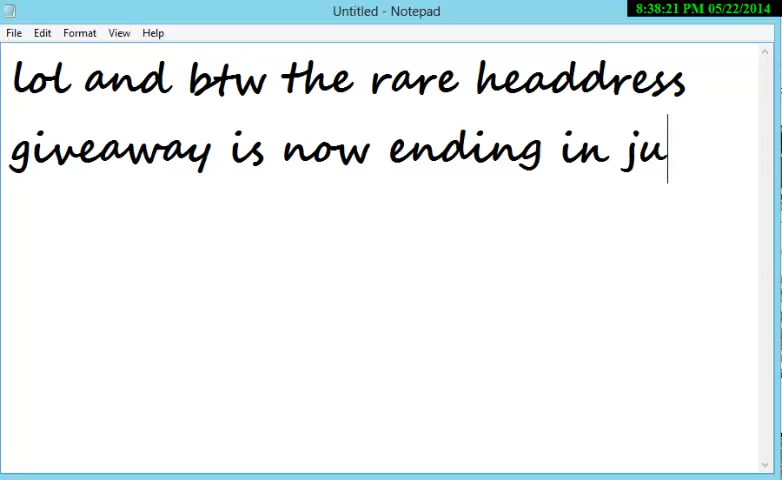 Untitled - Notepad
8:38:21 PM 05/22/2014
File Edit Format View Help
lol and btw the rare headdress
giveaway is now ending in ju